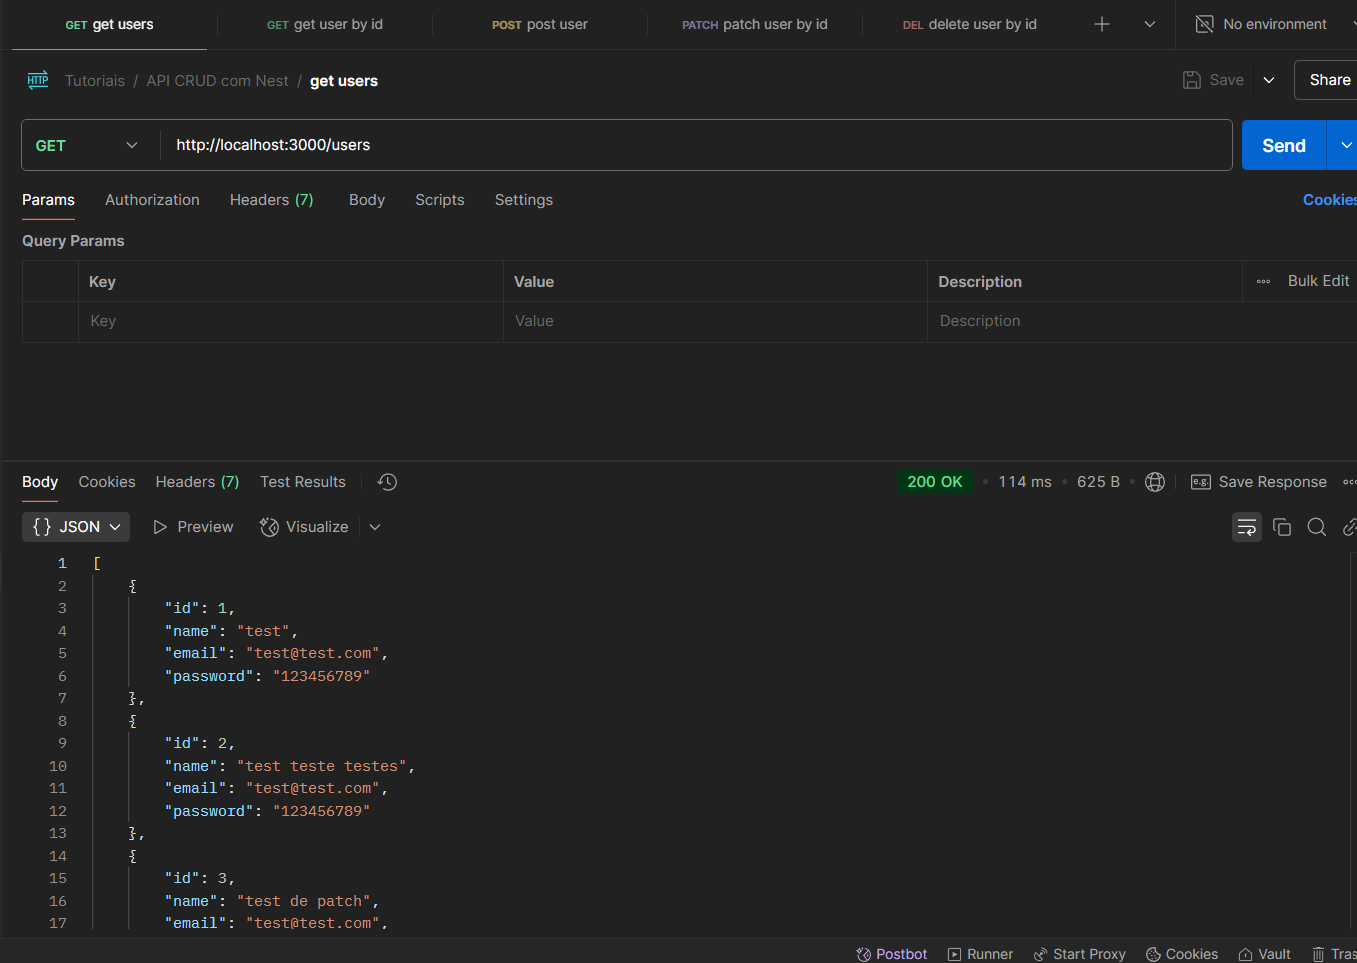 GET get users GET get user by id POST post user PATCH patch user by id DEL delete user by id No environment
HTTP Tutoriais / API CRUD com Nest / get users Save Share
GET http://localhost:3000/users Send
Params Authorization Headers (7) Body Scripts Settings Cookies
Query Params
Key Value Description Bulk Edit
Key Value Description
Body Cookies Headers (7) Test Results 200 OK • 114 ms • 625 B • e.g. Save Response
{} JSON Preview Visualize
1 [
2 {
3 "id": 1,
4 "name": "test",
5 "email": "test@test.com",
6 "password": "123456789"
7 },
8 {
9 "id": 2,
10 "name": "test teste testes",
11 "email": "test@test.com",
12 "password": "123456789"
13 },
14 {
15 "id": 3,
16 "name": "test de patch",
17 "email": "test@test.com",
Postbot Runner Start Proxy Cookies Vault Tras